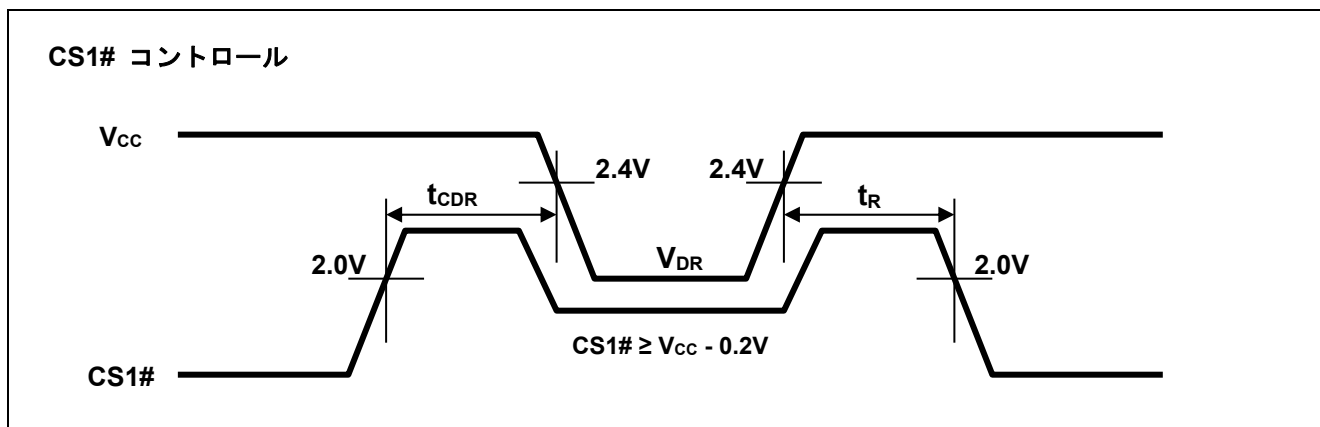 CS1# コントロール
Vcc
2.4V 2.4V
tCDR tR
2.0V VDR 2.0V
CS1# ≥ Vcc - 0.2V
CS1#